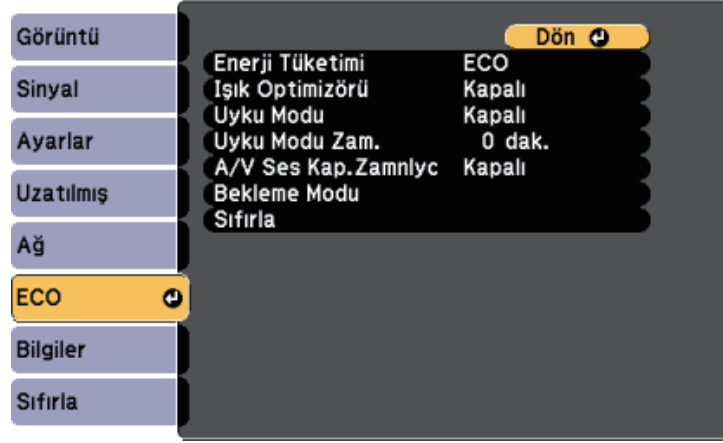 Görüntü
Sinyal
Ayarlar
Uzatılmış
Ağ
ECO
Bilgiler
Sıfırla
Dön
Enerji Tüketimi ECO
Işık Optimizörü Kapalı
Uyku Modu Kapalı
Uyku Modu Zam. 0 dak.
A/V Ses Kap.Zamnlyc Kapalı
Bekleme Modu
Sıfırla